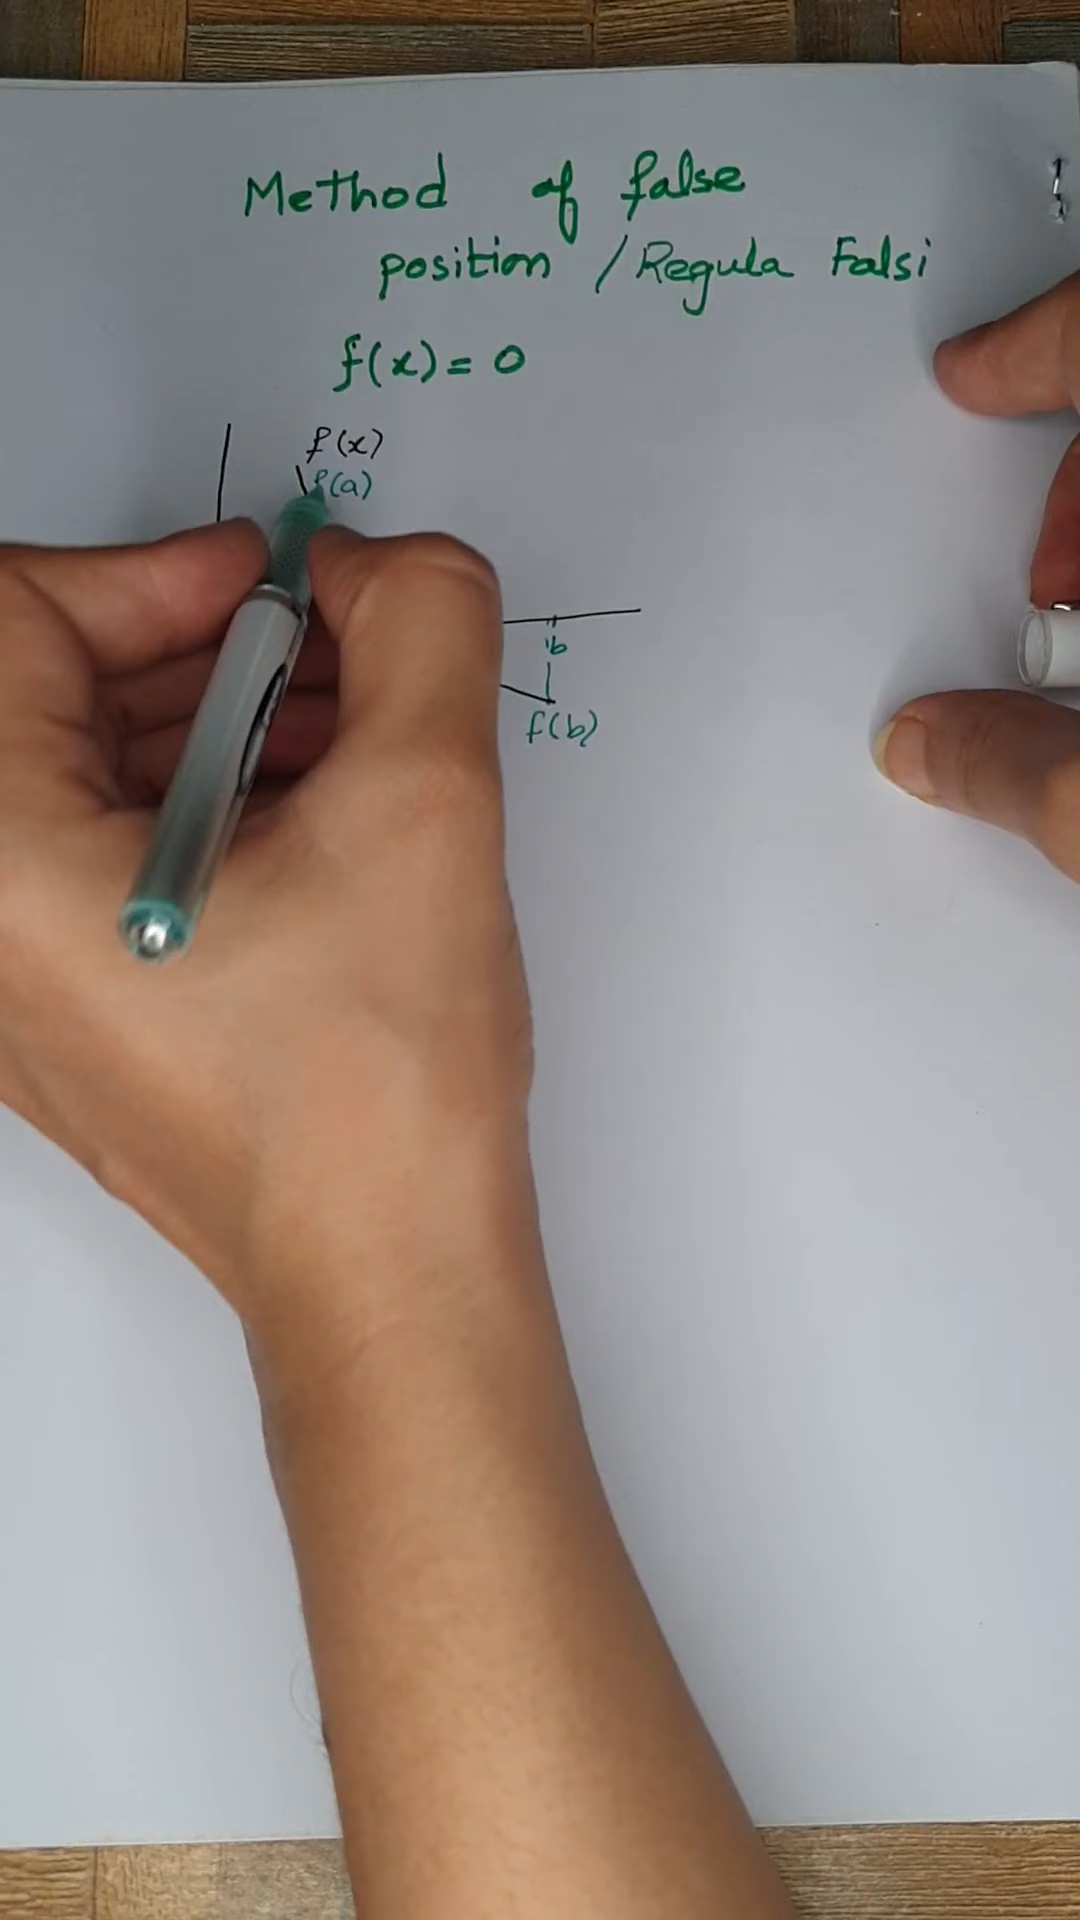 Method of false
position / Regula Falsi
f(x) = 0
f(x)
f(a)
b
f(b)